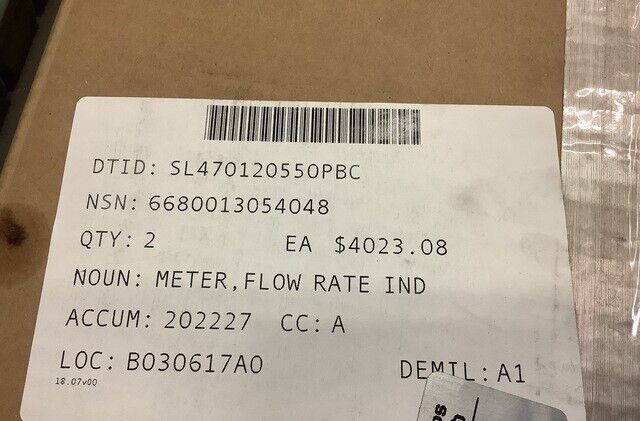 DTID: SL470120550PBC
NSN: 6680013054048
QTY: 2 EA $4023.08
NOUN: METER,FLOW RATE IND
ACCUM: 202227 CC: A
LOC: B030617A0 DEMIL: A1
18.07v00